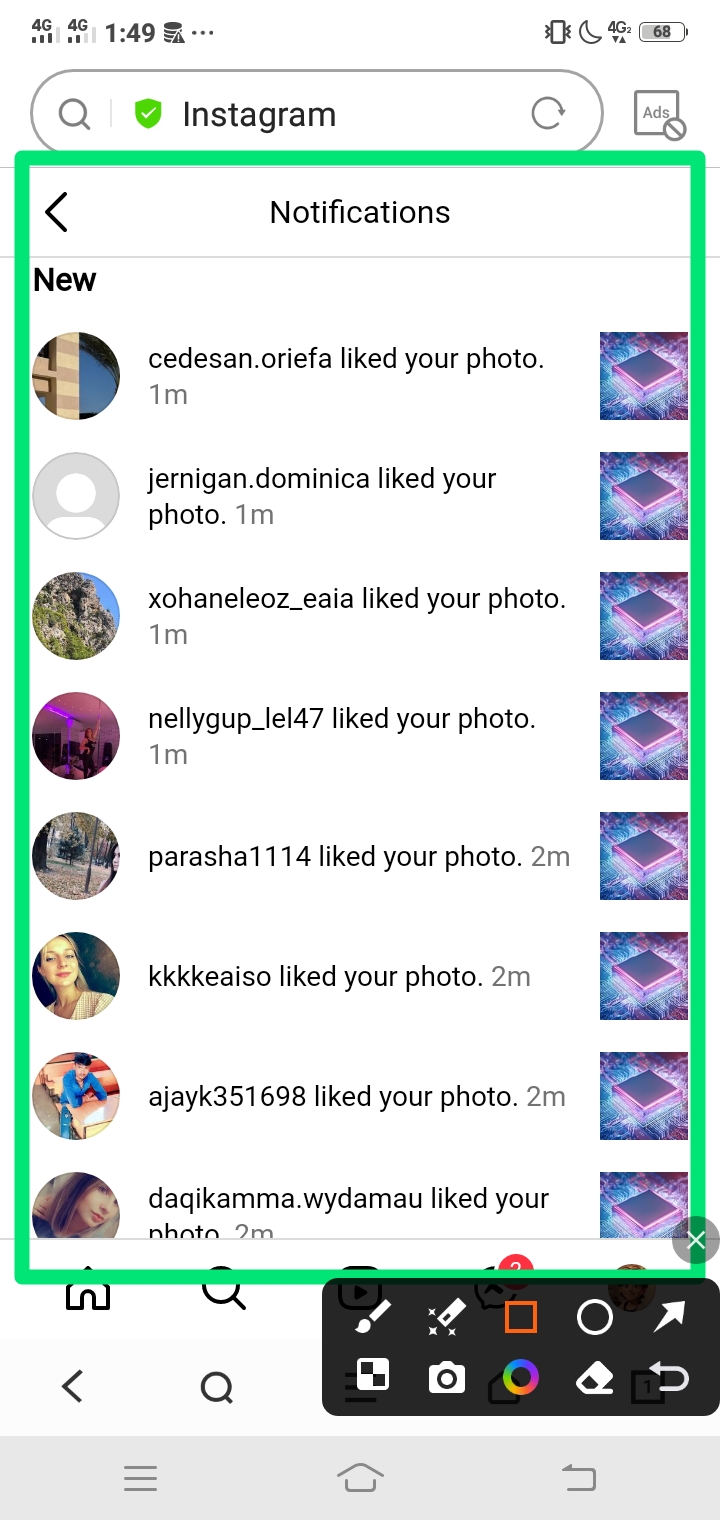 4G 4G 1:49 ... 4G2 68
Instagram Ads
Notifications
New
cedesan.oriefa liked your photo.
1m
jernigan.dominica liked your
photo. 1m
xohaneleoz_eaia liked your photo.
1m
nellygup_lel47 liked your photo.
1m
parasha1114 liked your photo. 2m
kkkkeaiso liked your photo. 2m
ajayk351698 liked your photo. 2m
daqikamma.wydamau liked your
photo. 2m
1